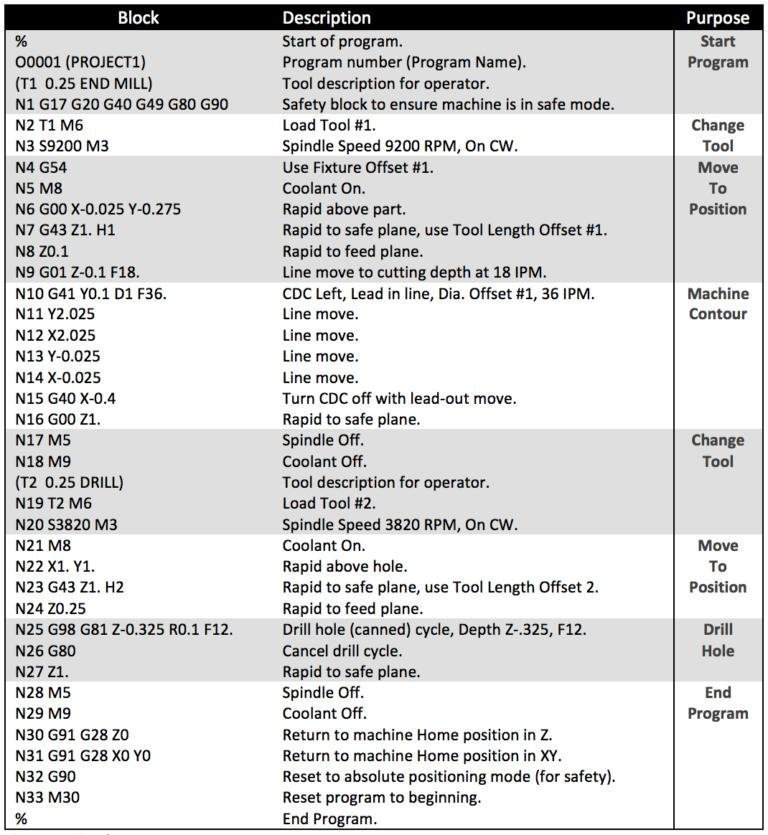 Block Description Purpose
% Start of program. Start
O0001 (PROJECT1) Program number (Program Name). Program
(T1 0.25 END MILL) Tool description for operator.
N1 G17 G20 G40 G49 G80 G90 Safety block to ensure machine is in safe mode.
N2 T1 M6 Load Tool #1. Change
N3 S9200 M3 Spindle Speed 9200 RPM, On CW. Tool
N4 G54 Use Fixture Offset #1. Move
N5 M8 Coolant On. To
N6 G00 X-0.025 Y-0.275 Rapid above part. Position
N7 G43 Z1. H1 Rapid to safe plane, use Tool Length Offset #1.
N8 Z0.1 Rapid to feed plane.
N9 G01 Z-0.1 F18. Line move to cutting depth at 18 IPM.
N10 G41 Y0.1 D1 F36. CDC Left, Lead in line, Dia. Offset #1, 36 IPM. Machine
N11 Y2.025 Line move. Contour
N12 X2.025 Line move.
N13 Y-0.025 Line move.
N14 X-0.025 Line move.
N15 G40 X-0.4 Turn CDC off with lead-out move.
N16 G00 Z1. Rapid to safe plane.
N17 M5 Spindle Off. Change
N18 M9 Coolant Off. Tool
(T2 0.25 DRILL) Tool description for operator.
N19 T2 M6 Load Tool #2.
N20 S3820 M3 Spindle Speed 3820 RPM, On CW.
N21 M8 Coolant On. Move
N22 X1. Y1. Rapid above hole. To
N23 G43 Z1. H2 Rapid to safe plane, use Tool Length Offset 2. Position
N24 Z0.25 Rapid to feed plane.
N25 G98 G81 Z-0.325 R0.1 F12. Drill hole (canned) cycle, Depth Z-.325, F12. Drill
N26 G80 Cancel drill cycle. Hole
N27 Z1. Rapid to safe plane.
N28 M5 Spindle Off. End
N29 M9 Coolant Off. Program
N30 G91 G28 Z0 Return to machine Home position in Z.
N31 G91 G28 X0 Y0 Return to machine Home position in XY.
N32 G90 Reset to absolute positioning mode (for safety).
N33 M30 Reset program to beginning.
% End Program.